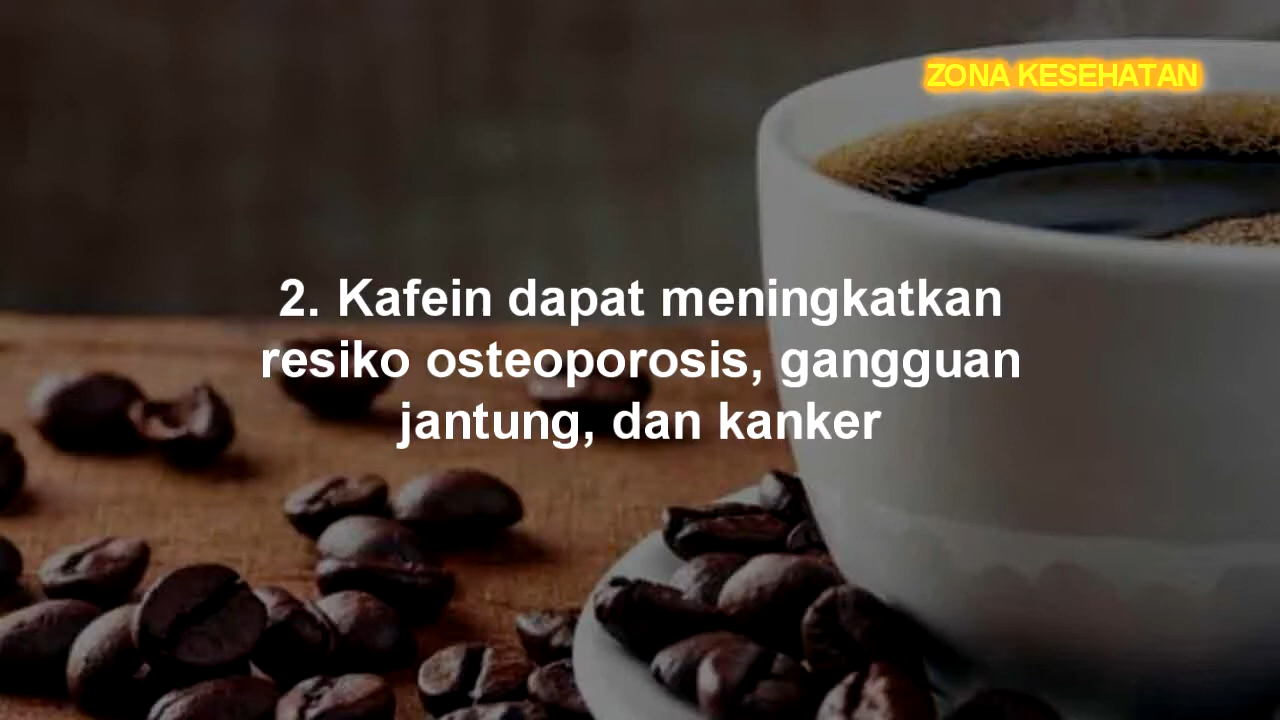 ZONA KESEHATAN
2. Kafein dapat meningkatkan
resiko osteoporosis, gangguan
jantung, dan kanker